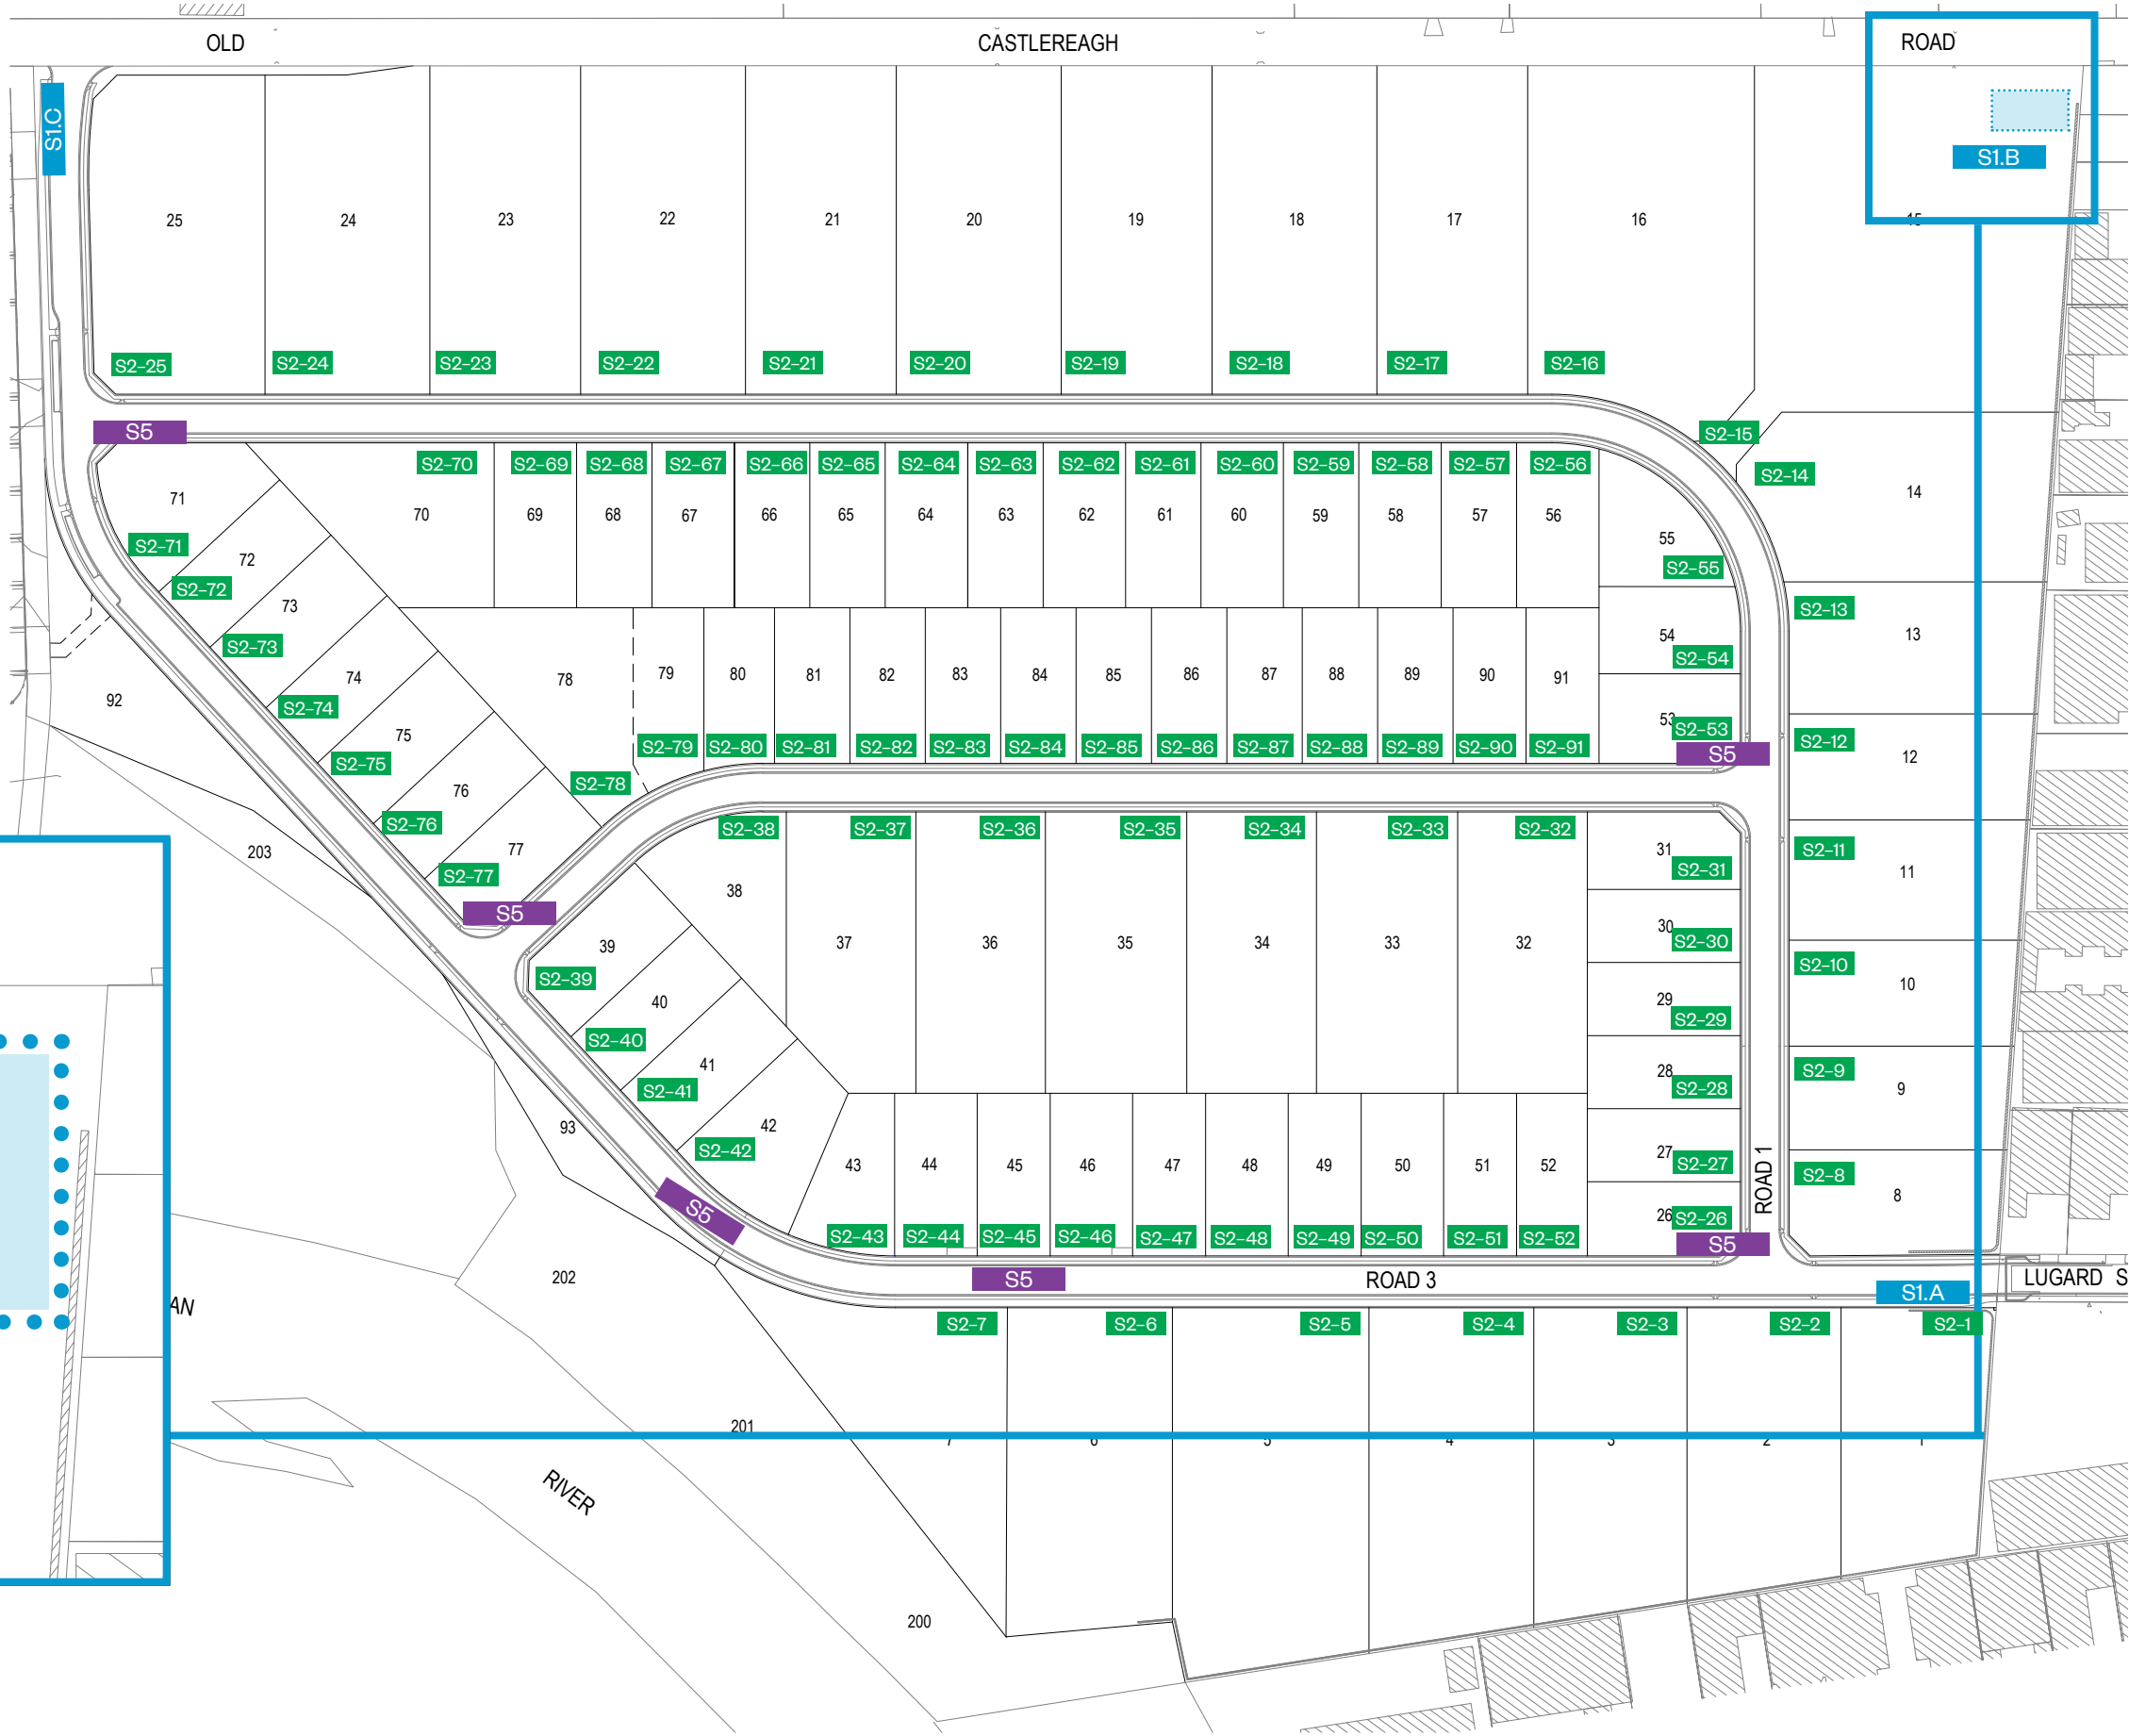 OLD CASTLEREAGH ROAD
S1.C
S1.B
25 24 23 22 21 20 19 18 17 16 15
S2-25 S2-24 S2-23 S2-22 S2-21 S2-20 S2-19 S2-18 S2-17 S2-16
S5 S2-15
S2-70 S2-69 S2-68 S2-67 S2-66 S2-65 S2-64 S2-63 S2-62 S2-61 S2-60 S2-59 S2-58 S2-57 S2-56 S2-14
71 70 69 68 67 66 65 64 63 62 61 60 59 58 57 56 14
S2-71 72 55
S2-72 S2-55
73 S2-13
S2-73 54 13
S2-54
92 74 78 79 80 81 82 83 84 85 86 87 88 89 90 91
S2-74 53 S2-53
75 S2-79 S2-80 S2-81 S2-82 S2-83 S2-84 S2-85 S2-86 S2-87 S2-88 S2-89 S2-90 S2-91 S5 S2-12 12
S2-75 S2-78
76
S2-76 S2-38 S2-37 S2-36 S2-35 S2-34 S2-33 S2-32
203 77 31 S2-11
S2-77 38 S2-31 11
S5
39 37 36 35 34 33 32 30 S2-30
S2-39 S2-10 10
40 29
S2-40 S2-29
41 28 S2-9
S2-41 S2-28 9
93 42
S2-42 43 44 45 46 47 48 49 50 51 52 27 S2-27 ROAD 1 S2-8 8
S5 26 S2-26
S2-43 S2-44 S2-45 S2-46 S2-47 S2-48 S2-49 S2-50 S2-51 S2-52 S5
202 S5 ROAD 3 S1.A LUGARD S
AN
S2-7 S2-6 S2-5 S2-4 S2-3 S2-2 S2-1
201 7 6 5 4 3 2 1
RIVER
200